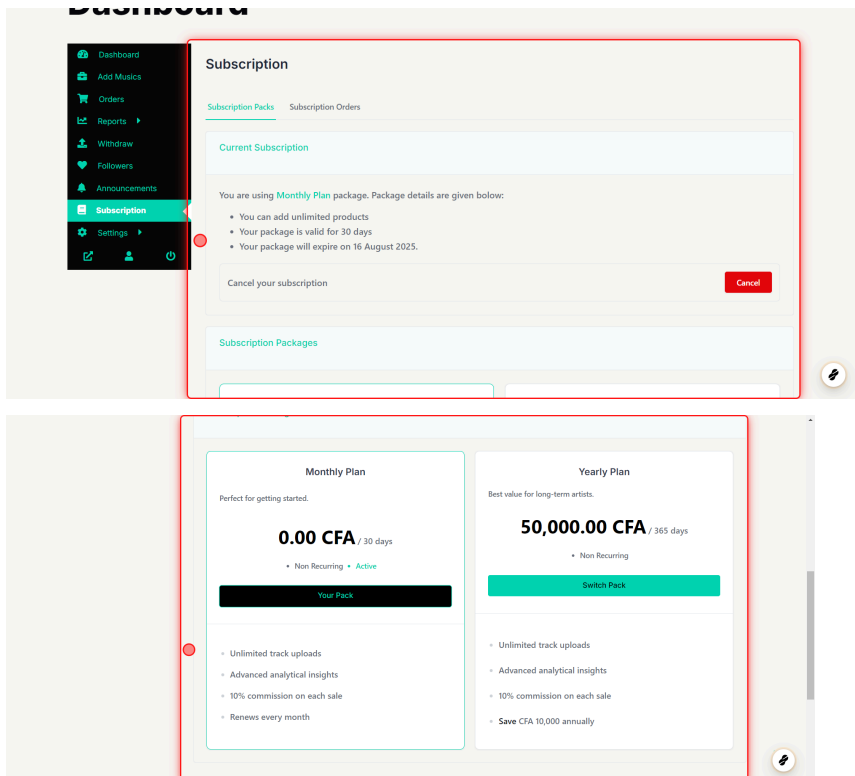 Dashboard
Dashboard
Add Musics
Orders
Reports
Withdraw
Followers
Announcements
Subscription
Settings
Subscription
Subscription Packs Subscription Orders
Current Subscription
You are using Monthly Plan package. Package details are given below:
• You can add unlimited products
• Your package is valid for 30 days
• Your package will expire on 16 August 2025.
Cancel your subscription Cancel
Subscription Packages
Monthly Plan
Perfect for getting started.
0.00 CFA / 30 days
• Non Recurring • Active
Your Pack
Unlimited track uploads
Advanced analytical insights
10% commission on each sale
Renews every month
Yearly Plan
Best value for long-term artists.
50,000.00 CFA / 365 days
• Non Recurring
Switch Pack
Unlimited track uploads
Advanced analytical insights
10% commission on each sale
Save CFA 10,000 annually